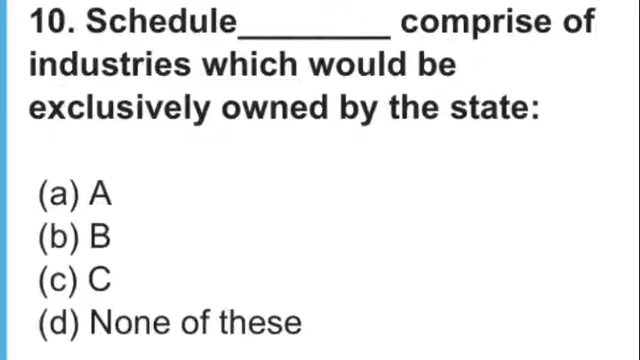 10. Schedule_________ comprise of
industries which would be
exclusively owned by the state:
(a) A
(b) B
(c) C
(d) None of these